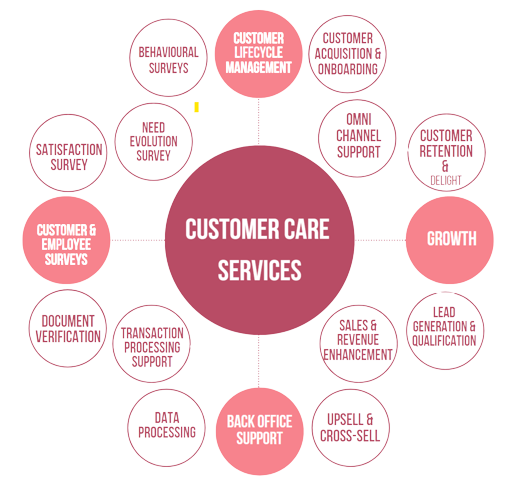 BEHAVIOURAL
SURVEYS
CUSTOMER
LIFECYCLE
MANAGEMENT
CUSTOMER
ACQUISITION &
ONBOARDING
NEED
EVOLUTION
SURVEY
OMNI
CHANNEL
SUPPORT
SATISFACTION
SURVEY
CUSTOMER
RETENTION
&
DELIGHT
CUSTOMER &
EMPLOYEE
SURVEYS
CUSTOMER CARE
SERVICES
GROWTH
DOCUMENT
VERIFICATION
TRANSACTION
PROCESSING
SUPPORT
SALES &
REVENUE
ENHANCEMENT
LEAD
GENERATION &
QUALIFICATION
DATA
PROCESSING
BACK OFFICE
SUPPORT
UPSELL &
CROSS-SELL